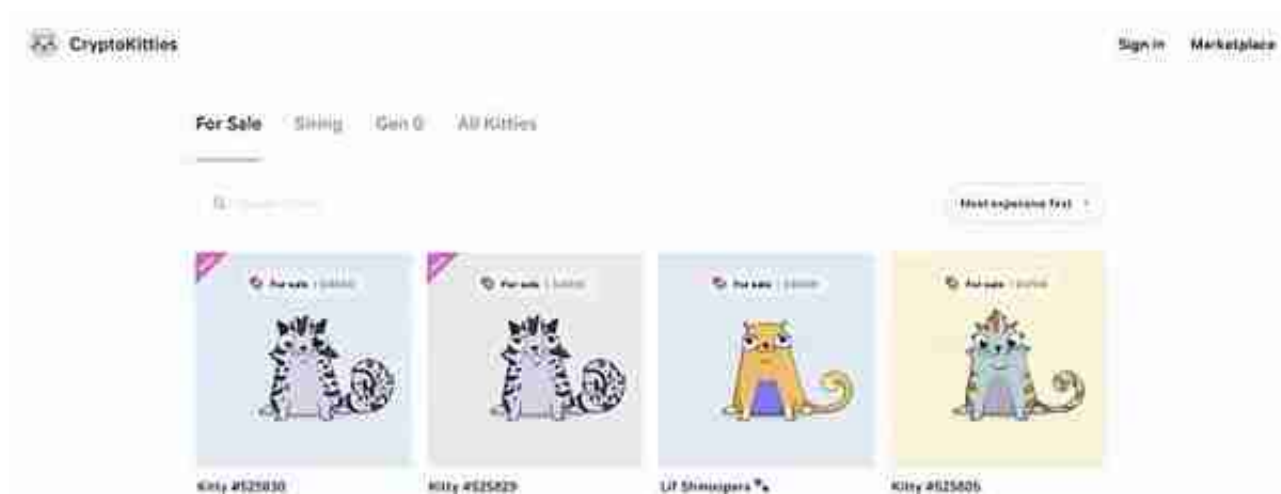 CryptoKitties
Sign in Marketplace
For Sale Siring Gen 0 All Kitties
Most expensive first
For sale
For sale
For sale
For sale
Kitty #525830
Kitty #525829
Lil
Kitty #525805